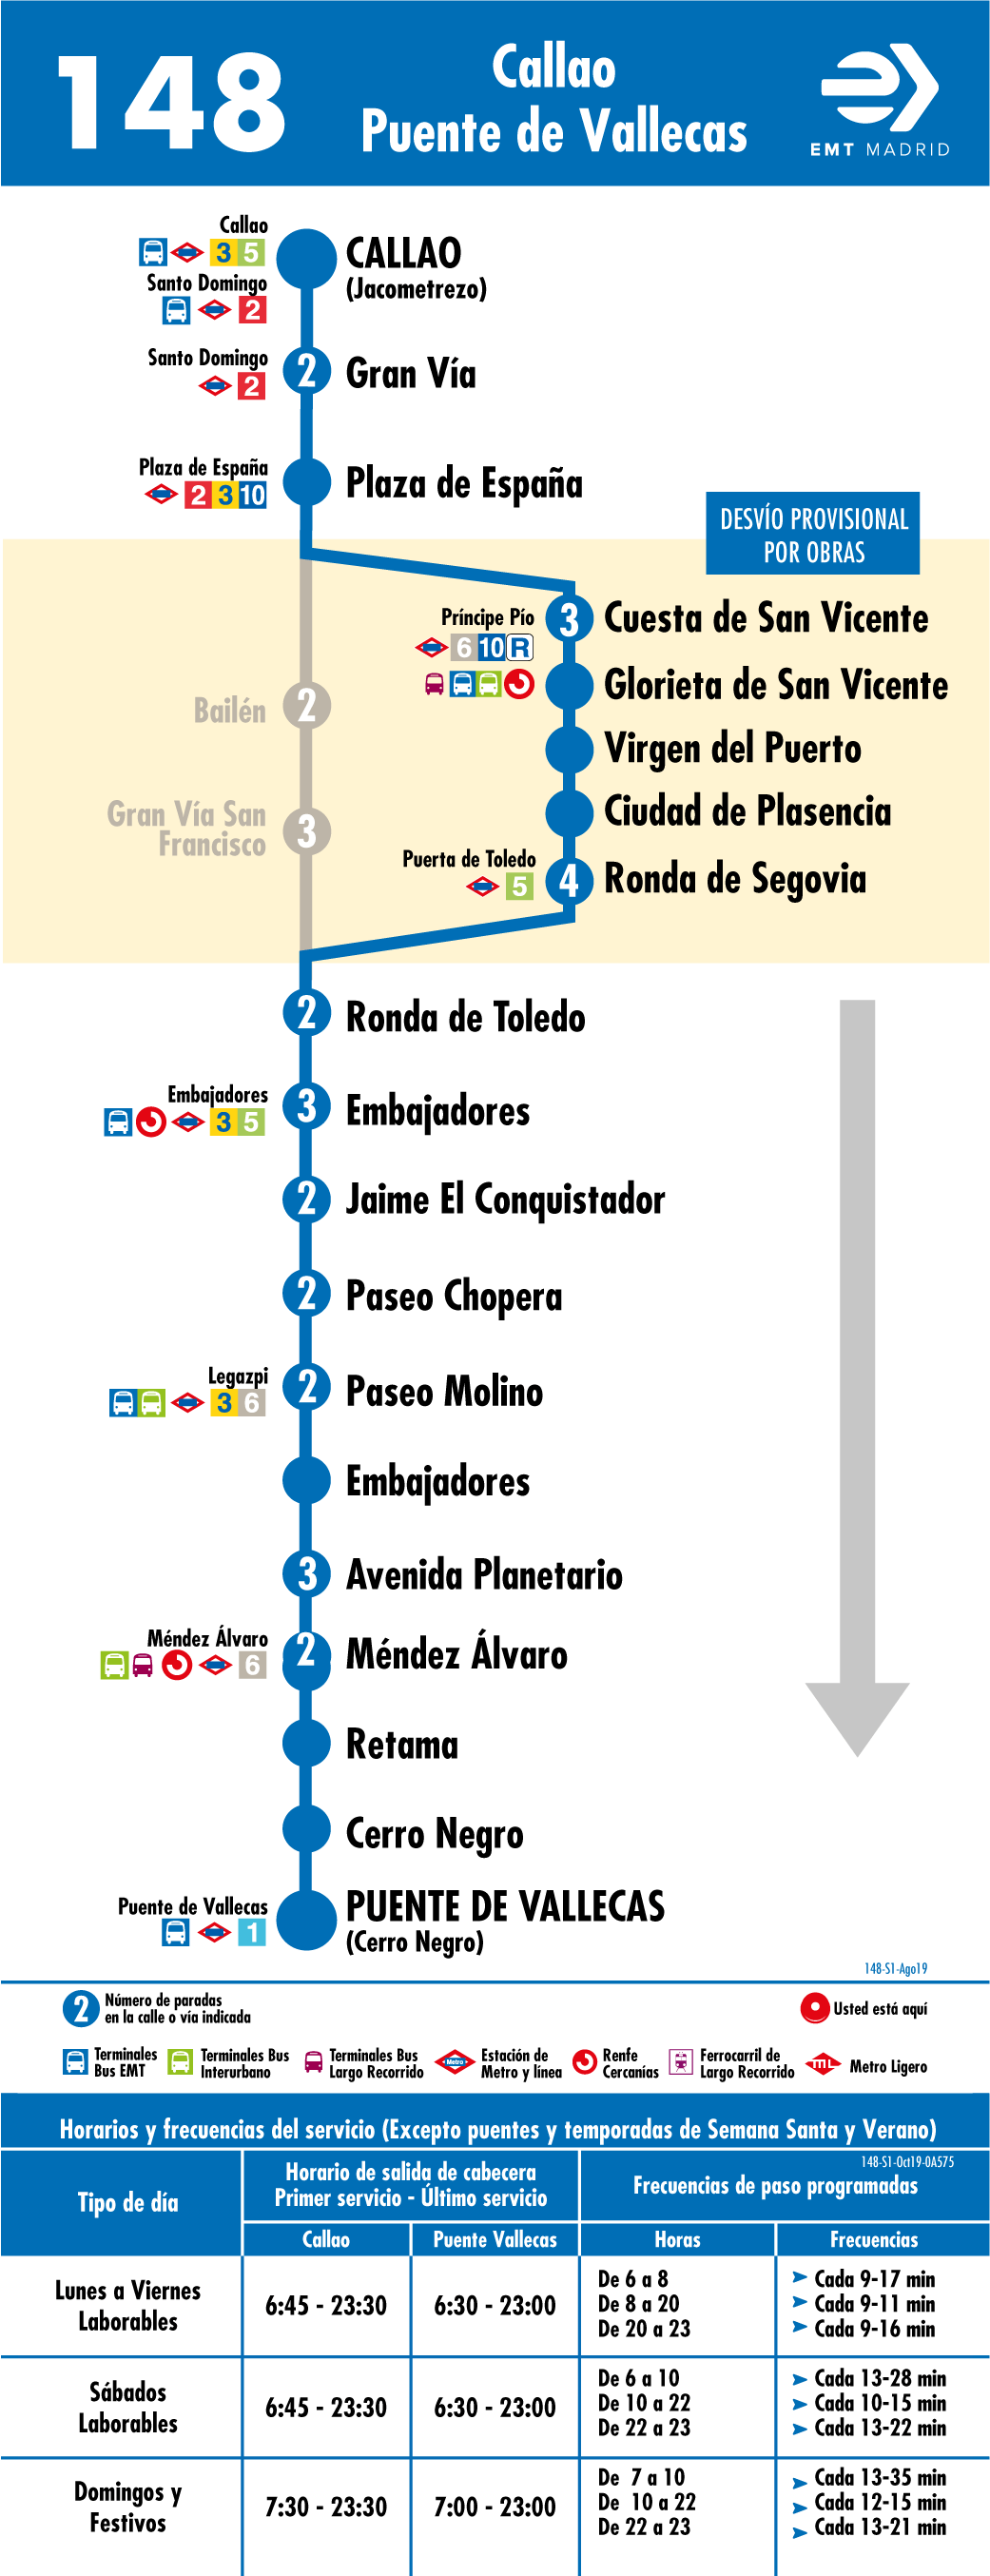 148
Callao
Puente de Vallecas
EMT MADRID
Callao
3 5
Santo Domingo
2
CALLAO
(Jacometrezo)
Santo Domingo
2
2
Gran Vía
Plaza de España
2 3 10
Plaza de España
DESVÍO PROVISIONAL
POR OBRAS
Príncipe Pío
6 10 R
3
Cuesta de San Vicente
Glorieta de San Vicente
Bailén
2
Virgen del Puerto
Gran Vía San
Francisco
3
Ciudad de Plasencia
Puerta de Toledo
5
4
Ronda de Segovia
2
Ronda de Toledo
Embajadores
3 5
3
Embajadores
2
Jaime El Conquistador
2
Paseo Chopera
Legazpi
3 6
2
Paseo Molino
Embajadores
3
Avenida Planetario
Méndez Álvaro
6
2
Méndez Álvaro
Retama
Cerro Negro
Puente de Vallecas
1
PUENTE DE VALLECAS
(Cerro Negro)
148-S1-Ago19
2
Número de paradas
en la calle o vía indicada
Usted está aquí
Terminales
Bus EMT
Terminales Bus
Interurbano
Terminales Bus
Largo Recorrido
Metro
Estación de
Metro y línea
Renfe
Cercanías
Ferrocarril de
Largo Recorrido
ML
Metro Ligero
Horarios y frecuencias del servicio (Excepto puentes y temporadas de Semana Santa y Verano)
148-S1-Oct19-0A575
Tipo de día
Horario de salida de cabecera
Primer servicio - Último servicio
Frecuencias de paso programadas
Callao
Puente Vallecas
Horas
Frecuencias
Lunes a Viernes
Laborables
6:45 - 23:30
6:30 - 23:00
De 6 a 8
Cada 9-17 min
De 8 a 20
Cada 9-11 min
De 20 a 23
Cada 9-16 min
Sábados
Laborables
6:45 - 23:30
6:30 - 23:00
De 6 a 10
Cada 13-28 min
De 10 a 22
Cada 10-15 min
De 22 a 23
Cada 13-22 min
Domingos y
Festivos
7:30 - 23:30
7:00 - 23:00
De 7 a 10
Cada 13-35 min
De 10 a 22
Cada 12-15 min
De 22 a 23
Cada 13-21 min